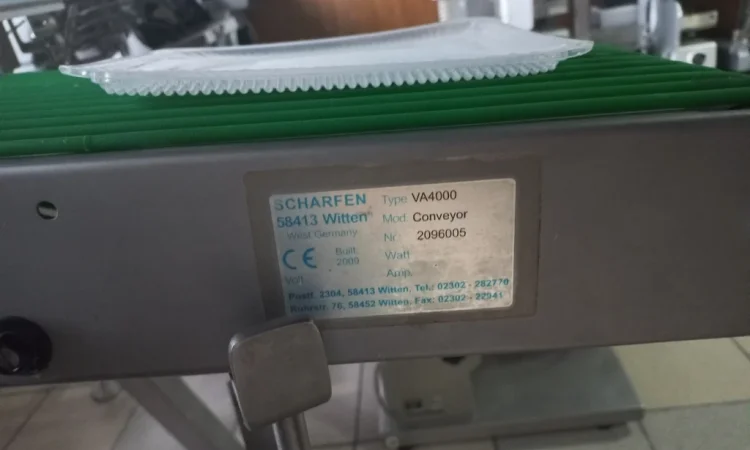 SCHARFEN
58413 Witten
West Germany
Built
2009
CE
Volt
Type VA4000
Mod. Conveyor
Nr. 2096005
Watt
Amp.
Postf. 2304, 58413 Witten. Tel.: 02302 - 282770
Ruhrstr. 76, 58452 Witten. Fax: 02302 - 22941